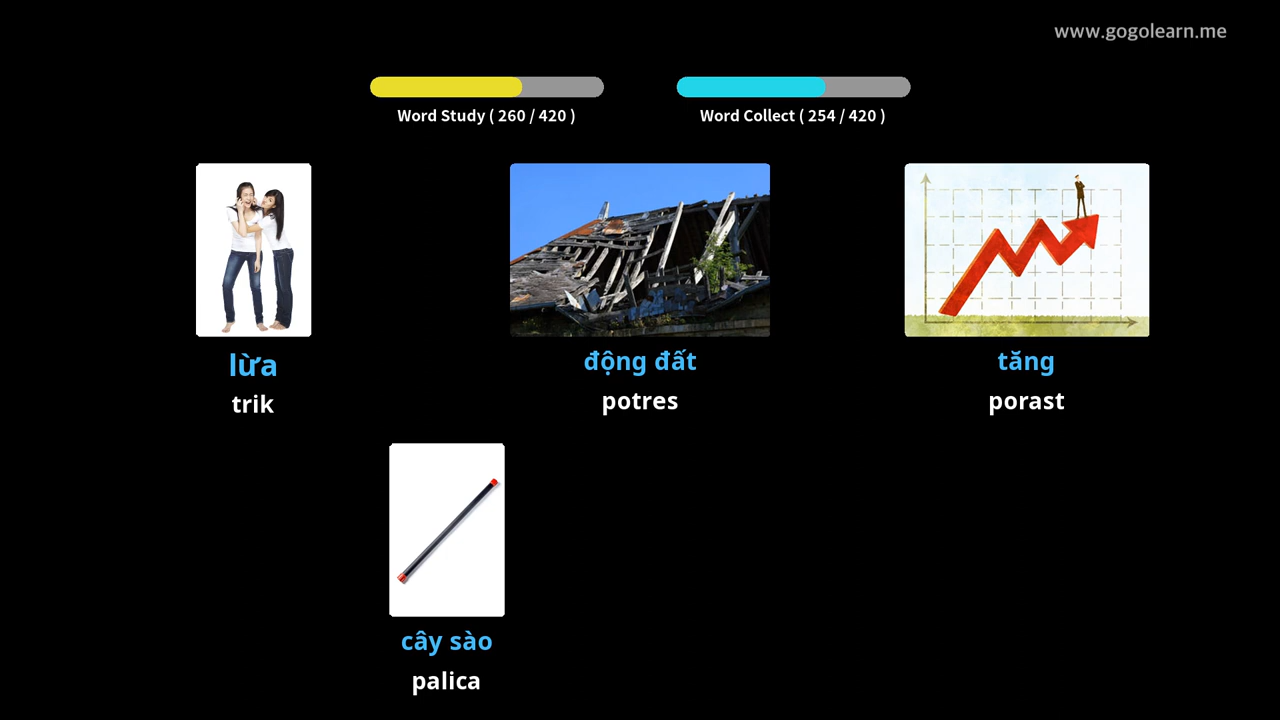 www.gogolearn.me
Word Study ( 260 / 420 )
Word Collect ( 254 / 420 )
lừa
trik
động đất
potres
tăng
porast
cây sào
palica